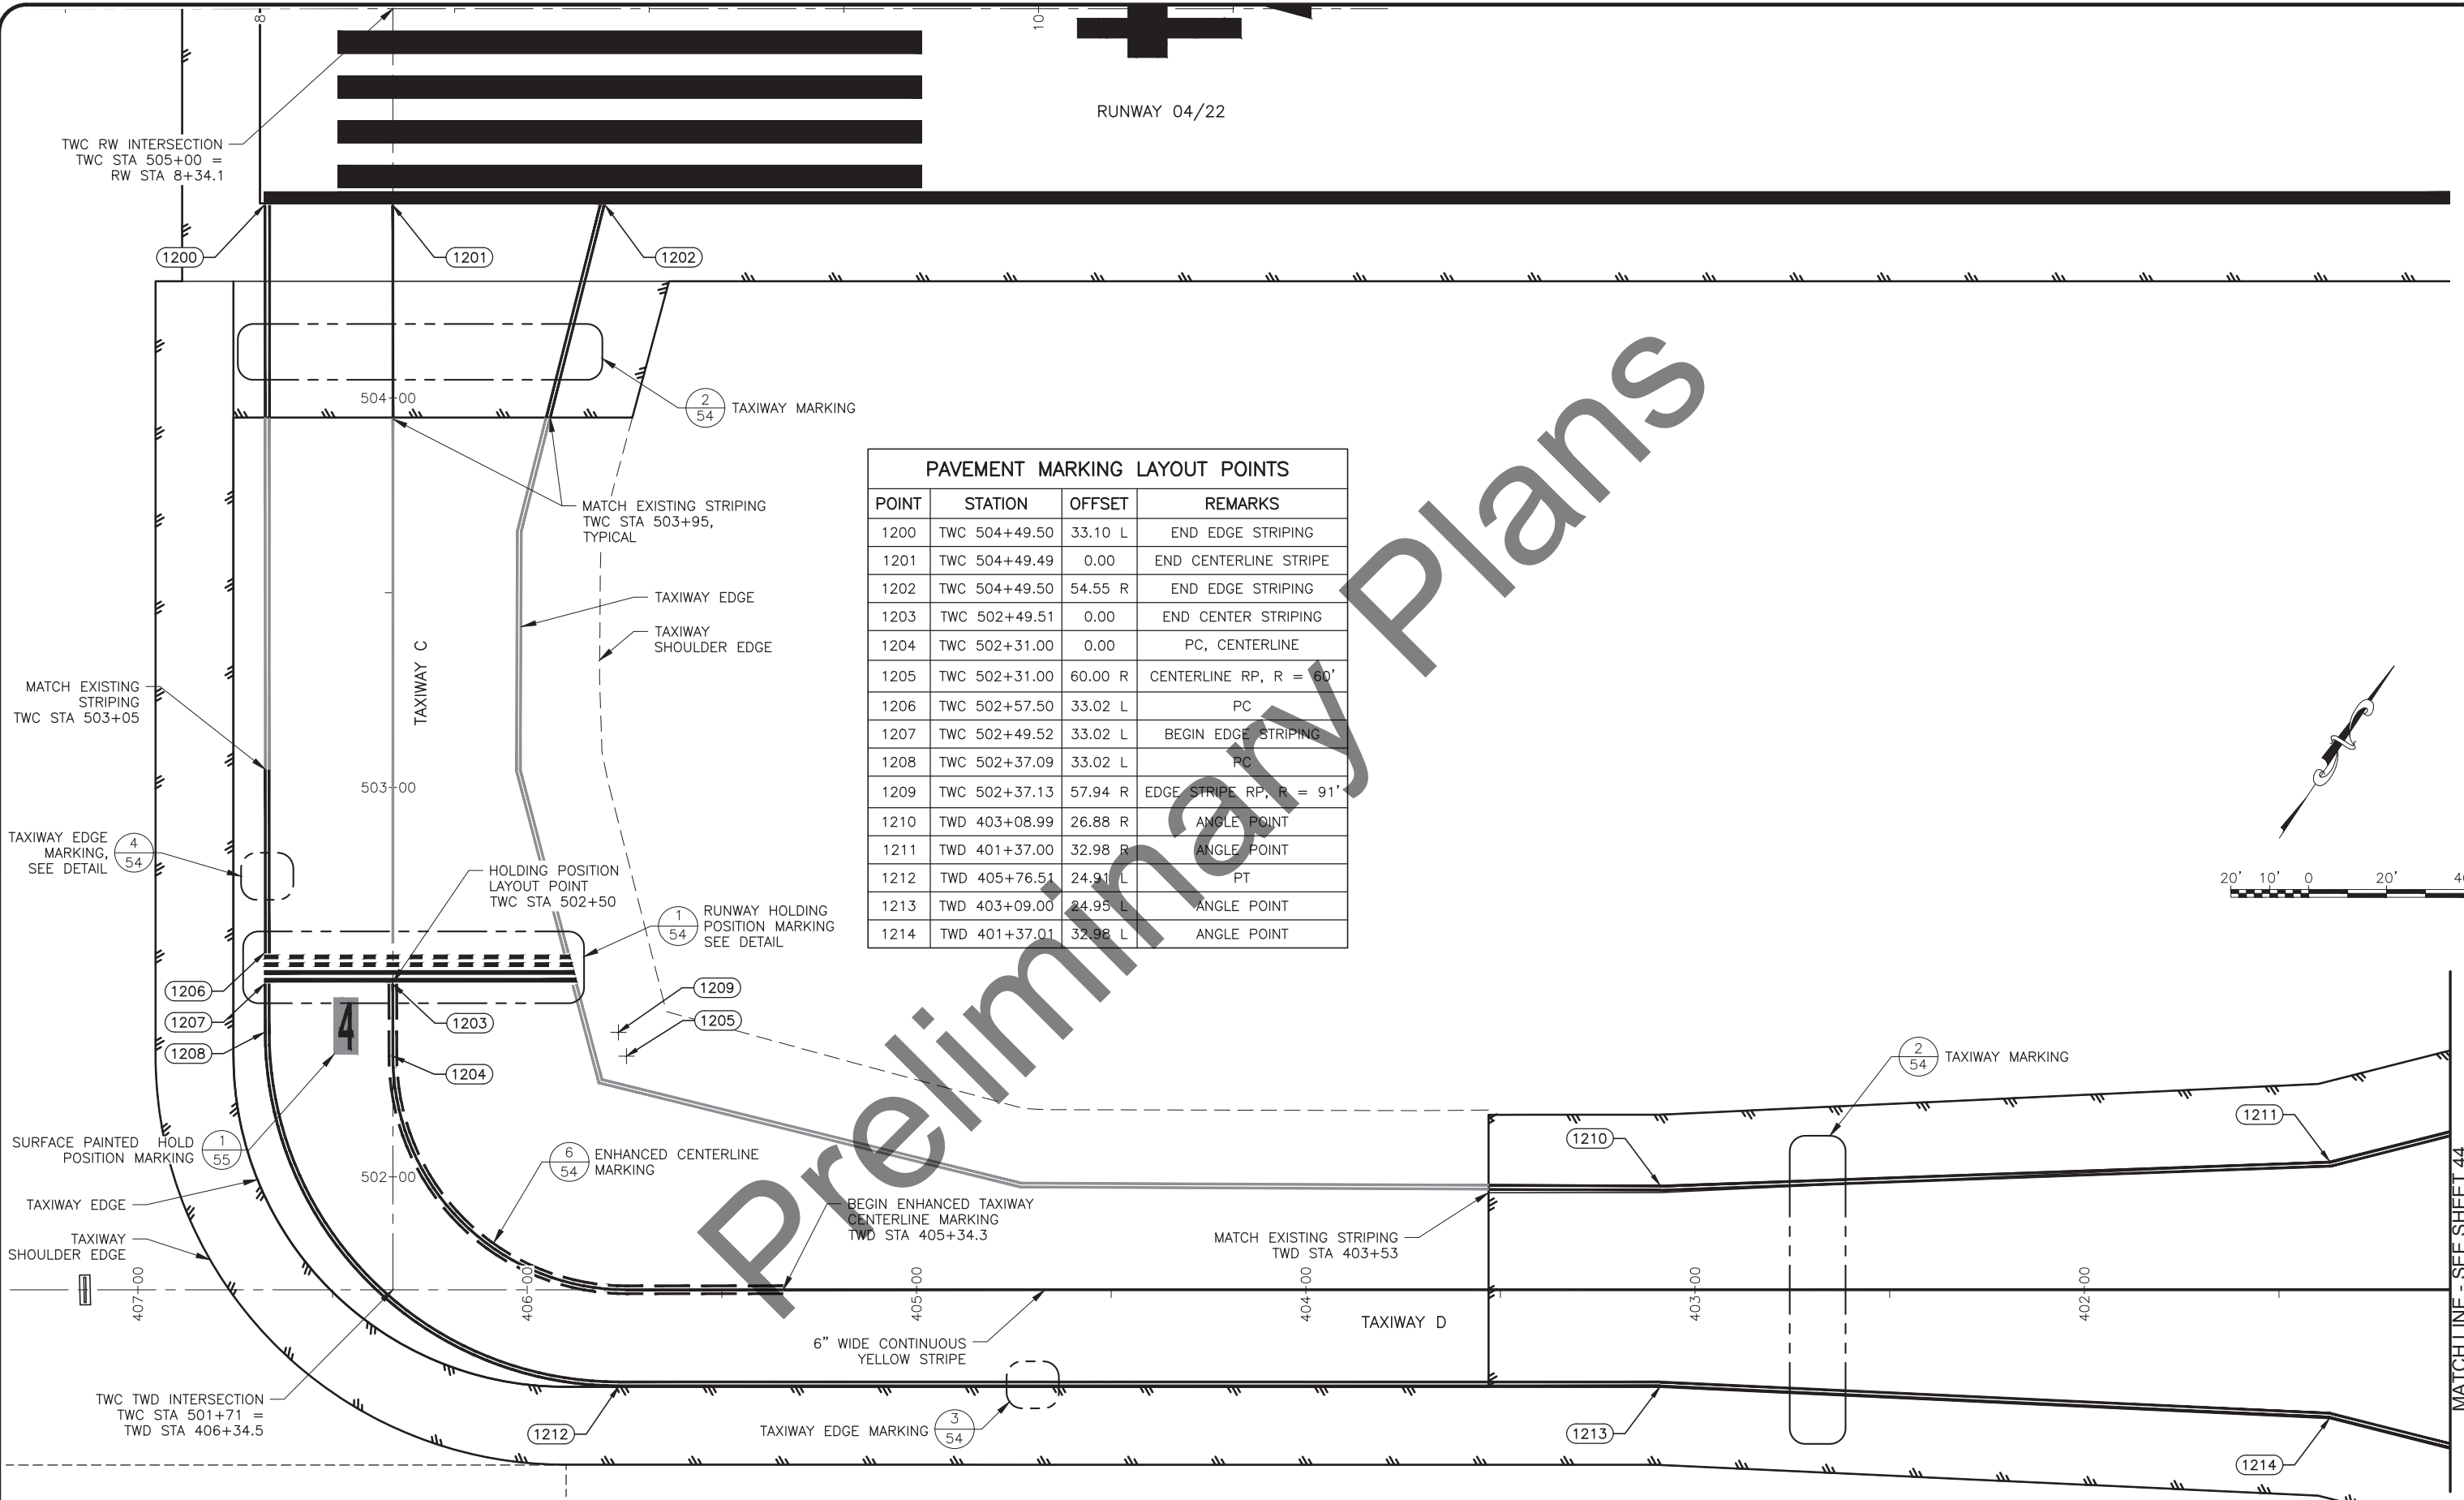 8
10
RUNWAY 04/22
TWC RW INTERSECTION
TWC STA 505+00 =
RW STA 8+34.1
1200
1201
1202
504+00
2
54
TAXIWAY MARKING
MATCH EXISTING STRIPING
TWC STA 503+95,
TYPICAL
TAXIWAY EDGE
TAXIWAY
SHOULDER EDGE
TAXIWAY C
MATCH EXISTING
STRIPING
TWC STA 503+05
503+00
TAXIWAY EDGE
MARKING,
SEE DETAIL
4
54
HOLDING POSITION
LAYOUT POINT
TWC STA 502+50
1
54
RUNWAY HOLDING
POSITION MARKING
SEE DETAIL
PAVEMENT MARKING LAYOUT POINTS
POINT STATION OFFSET REMARKS
1200 TWC 504+49.50 33.10 L END EDGE STRIPING
1201 TWC 504+49.49 0.00 END CENTERLINE STRIPE
1202 TWC 504+49.50 54.55 R END EDGE STRIPING
1203 TWC 502+49.51 0.00 END CENTER STRIPING
1204 TWC 502+31.00 0.00 PC, CENTERLINE
1205 TWC 502+31.00 60.00 R CENTERLINE RP, R = 60'
1206 TWC 502+57.50 33.02 L PC
1207 TWC 502+49.52 33.02 L BEGIN EDGE STRIPING
1208 TWC 502+37.09 33.02 L PC
1209 TWC 502+37.13 57.94 R EDGE STRIPE RP, R = 91'
1210 TWD 403+08.99 26.88 R ANGLE POINT
1211 TWD 401+37.00 32.98 R ANGLE POINT
1212 TWD 405+76.51 24.91 L PT
1213 TWD 403+09.00 24.95 L ANGLE POINT
1214 TWD 401+37.01 32.98 L ANGLE POINT
Preliminary Plans
20' 10' 0 20'
1206
1207
1208
4
1203
1204
1209
1205
SURFACE PAINTED HOLD
POSITION MARKING
1
55
502+00
6
54
ENHANCED CENTERLINE
MARKING
TAXIWAY EDGE
TAXIWAY
SHOULDER EDGE
BEGIN ENHANCED TAXIWAY
CENTERLINE MARKING
TWD STA 405+34.3
MATCH EXISTING STRIPING
TWD STA 403+53
2
54
TAXIWAY MARKING
1210
1211
407+00
406+00
405+00
404+00
403+00
402+00
TAXIWAY D
6" WIDE CONTINUOUS
YELLOW STRIPE
TWC TWD INTERSECTION
TWC STA 501+71 =
TWD STA 406+34.5
1212
TAXIWAY EDGE MARKING
3
54
1213
1214
MATCH LINE - SEE SHEET 44